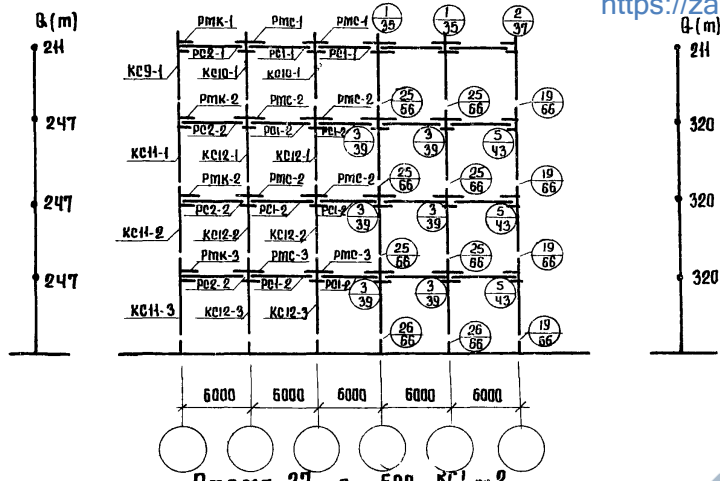 https://za
Q(m) РМК-1 РМС-1 РМС-1 1/35 1/35 2/37 Q(m)
211 РС2-1 РС1-1 РС1-1 211
КС9-1 КС10-1 КС10-1
РМК-2 РМС-2 РМС-2 25/66 25/66 19/66
247 РС2-2 РС1-2 РС1-2 3/39 3/39 5/43 320
КС11-1 КС12-1 КС12-1
РМК-2 РМС-2 РМС-2 25/66 25/66 19/66
247 РС2-2 РС1-2 РС1-2 3/39 3/39 5/43 320
КС11-2 КС12-2 КС12-2
РМК-3 РМС-3 РМС-3 25/66 25/66 19/66
247 РС2-2 РС1-2 РС1-2 3/39 3/39 5/43 320
КС11-3 КС12-3 КС12-3
26/66 26/66 19/66
6000 6000 6000 6000 6000